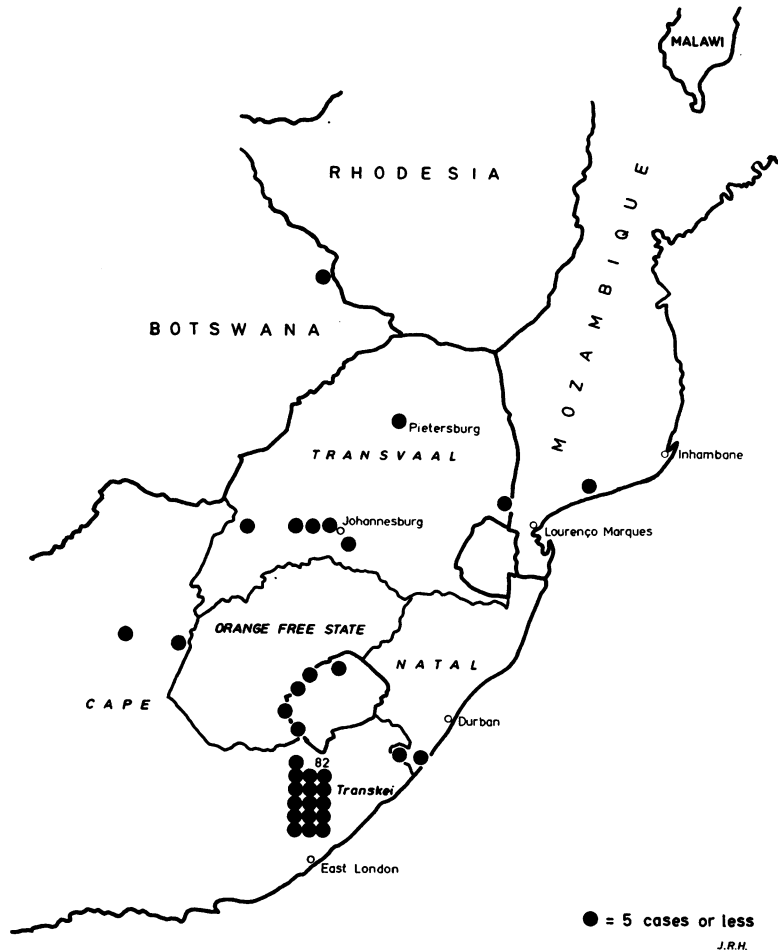 MALAWI
RHODESIA
MOZAMBIQUE
BOTSWANA
Pietersburg
TRANSVAAL
Inhambane
Johannesburg
Lourenço Marques
ORANGE FREE STATE
NATAL
CAPE
Durban
82
Transkei
East London
= 5 cases or less
J.R.H.